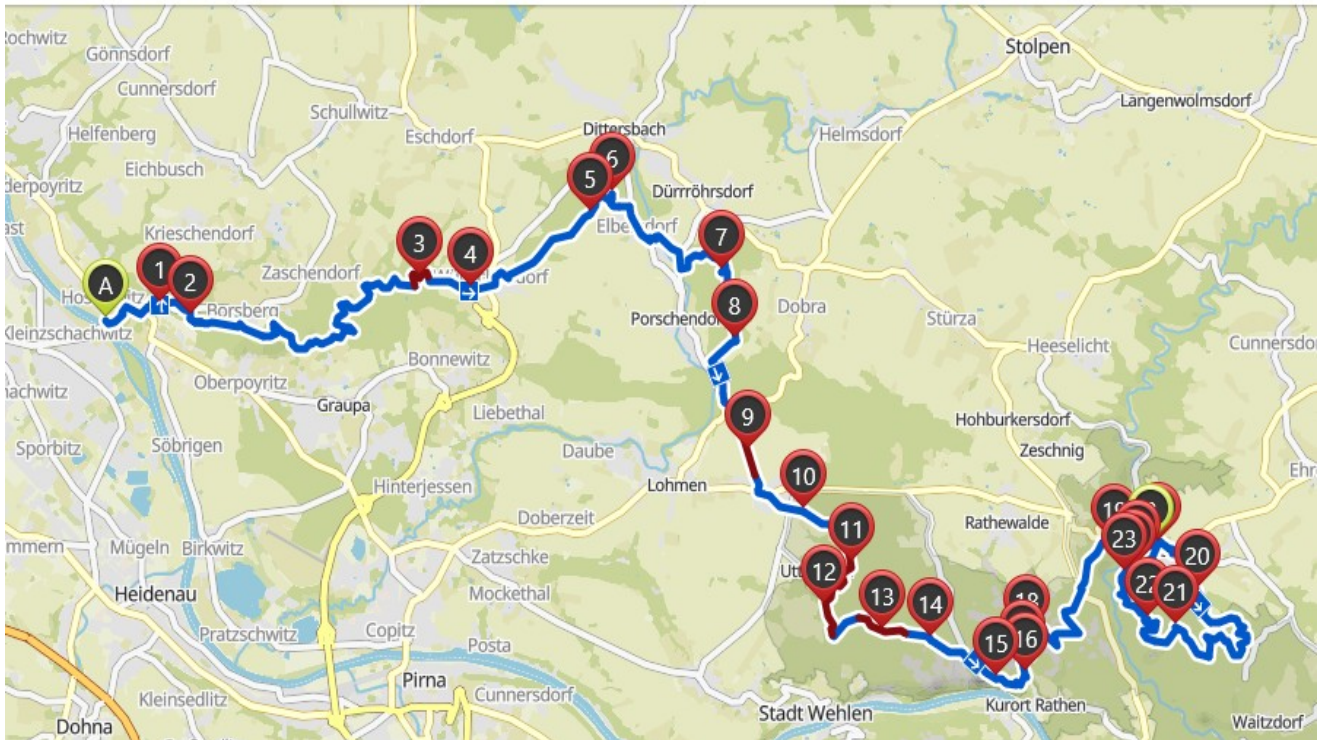 Stolpen
Gönnsdorf
Cunnersdorf
Langenwolmsdorf
Schullwitz
Dittersbach
Helfenberg
Eschdorf
Helmsdorf
6
Eichbusch
5
Dürrröhrsdorf
Krieschendorf
3
7
1
4
Zaschendorf
A
2
Borsberg
8
Dobra
Porschendorf
Stürza
Kleinzschachwitz
Heeselicht
Bonnewitz
Oberpoyritz
Graupa
Liebethal
9
Hohburkersdorf
Söbrigen
Sporbitz
Daube
Zeschnig
10
Hinterjessen
Lohmen
Doberzeit
11
Rathewalde
19
Mügeln
Birkwitz
Zatzschke
23
20
12
Heidenau
Mockethal
22
21
13
14
18
Pratzschwitz
Copitz
Posta
15
16
Pirna
Kleinsedlitz
Cunnersdorf
Kurort Rathen
Stadt Wehlen
Waitzdorf
Dohna